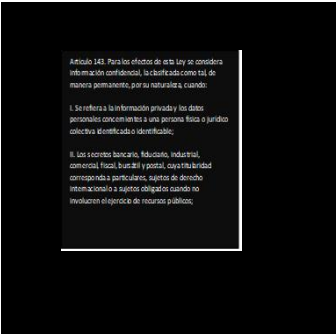 Artículo 143. Para los efectos de esta Ley se considera
información confidencial, la clasificada como tal, de
manera permanente, por su naturaleza, cuando:
I. Se refiera a la información privada y los datos
personales concernientes a una persona física o jurídico
colectiva identificada o identificable;
II. Los secretos bancario, fiduciario, industrial,
comercial, fiscal, bursátil y postal, cuya titularidad
corresponda a particulares, sujetos de derecho
internacional o a sujetos obligados cuando no
involucren el ejercicio de recursos públicos;